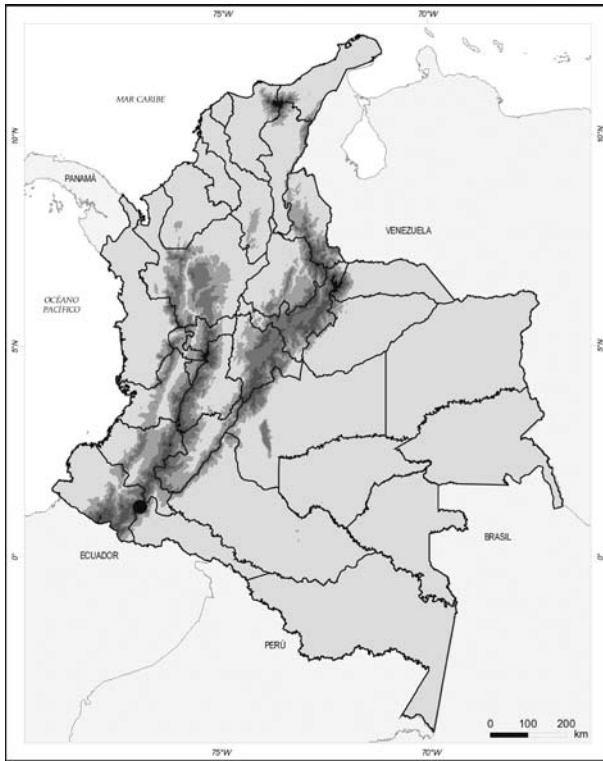 75°W
70°W
MAR CARIBE
10°N
10°N
PANAMÁ
VENEZUELA
OCÉANO
PACÍFICO
5°N
5°N
BRASIL
ECUADOR
0°
0°
PERÚ
0 100 200
km
75°W
70°W